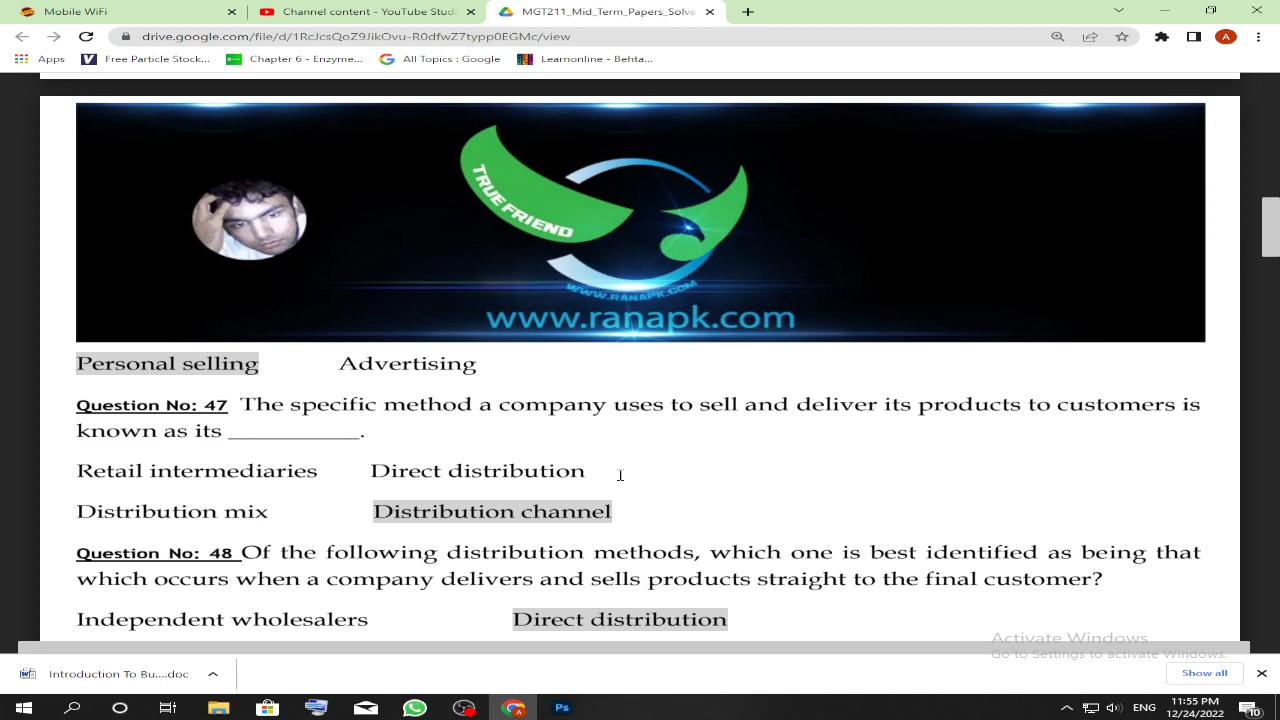 Mobile WiFi
Content - YouTube Studio
MGT211_Mid_Term_Papers_Solve
drive.google.com/file/d/1RcJcsQoZ9JikOvu-R0dfwZ7typp0EGMc/view
A
Apps
Free Particle Stock...
Chapter 6 - Enzyme...
All Topics : Google
Learnonline - Behta...
TRUE FRIEND
WWW.RANAPK.COM
www.ranapk.com
Personal selling Advertising
Question No: 47 The specific method a company uses to sell and deliver its products to customers is
known as its ____________.
Retail intermediaries Direct distribution
Distribution mix Distribution channel
Question No: 48 Of the following distribution methods, which one is best identified as being that
which occurs when a company delivers and sells products straight to the final customer?
Independent wholesalers Direct distribution
Activate Windows
Go to Settings to activate Windows.
Introduction To Bu....doc
Show all
Ps
ENG
11:55 PM
12/24/2022
10